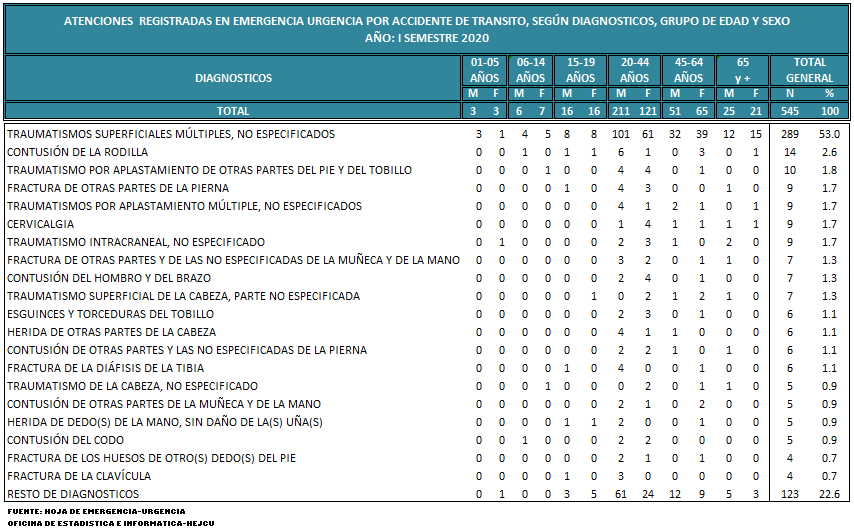 ATENCIONES REGISTRADAS EN EMERGENCIA URGENCIA POR ACCIDENTE DE TRANSITO, SEGÚN DIAGNOSTICOS, GRUPO DE EDAD Y SEXO
AÑO: I SEMESTRE 2020
DIAGNOSTICOS 01-05 AÑOS 06-14 AÑOS 15-19 AÑOS 20-44 AÑOS 45-64 AÑOS 65 y + TOTAL GENERAL
M F M F M F M F M F M F N %
TOTAL 3 3 6 7 16 16 211 121 51 65 25 21 545 100
TRAUMATISMOS SUPERFICIALES MÚLTIPLES, NO ESPECIFICADOS 3 1 4 5 8 8 101 61 32 39 12 15 289 53.0
CONTUSIÓN DE LA RODILLA 0 0 1 0 1 1 6 1 0 3 0 1 14 2.6
TRAUMATISMO POR APLASTAMIENTO DE OTRAS PARTES DEL PIE Y DEL TOBILLO 0 0 0 1 0 0 4 4 0 1 0 0 10 1.8
FRACTURA DE OTRAS PARTES DE LA PIERNA 0 0 0 0 1 0 4 3 0 0 1 0 9 1.7
TRAUMATISMOS POR APLASTAMIENTO MÚLTIPLE, NO ESPECIFICADOS 0 0 0 0 0 0 4 1 2 1 0 1 9 1.7
CERVICALGIA 0 0 0 0 0 0 1 4 1 1 1 1 9 1.7
TRAUMATISMO INTRACRANEAL, NO ESPECIFICADO 0 1 0 0 0 0 2 3 1 0 2 0 9 1.7
FRACTURA DE OTRAS PARTES Y DE LAS NO ESPECIFICADAS DE LA MUÑECA Y DE LA MANO 0 0 0 0 0 0 3 2 0 1 1 0 7 1.3
CONTUSIÓN DEL HOMBRO Y DEL BRAZO 0 0 0 0 0 0 2 4 0 1 0 0 7 1.3
TRAUMATISMO SUPERFICIAL DE LA CABEZA, PARTE NO ESPECIFICADA 0 0 0 0 0 1 0 2 1 2 1 0 7 1.3
ESGUINCES Y TORCEDURAS DEL TOBILLO 0 0 0 0 0 0 2 3 0 1 0 0 6 1.1
HERIDA DE OTRAS PARTES DE LA CABEZA 0 0 0 0 0 0 4 1 1 0 0 0 6 1.1
CONTUSIÓN DE OTRAS PARTES Y LAS NO ESPECIFICADAS DE LA PIERNA 0 0 0 0 0 0 2 2 1 0 1 0 6 1.1
FRACTURA DE LA DIÁFISIS DE LA TIBIA 0 0 0 0 1 0 4 0 0 1 0 0 6 1.1
TRAUMATISMO DE LA CABEZA, NO ESPECIFICADO 0 0 0 1 0 0 0 2 0 1 1 0 5 0.9
CONTUSIÓN DE OTRAS PARTES DE LA MUÑECA Y DE LA MANO 0 0 0 0 0 0 2 1 0 2 0 0 5 0.9
HERIDA DE DEDO(S) DE LA MANO, SIN DAÑO DE LA(S) UÑA(S) 0 0 0 0 1 1 2 1 0 0 0 0 5 0.9
CONTUSIÓN DEL CODO 0 0 1 0 0 0 2 2 0 0 0 0 5 0.9
FRACTURA DE LOS HUESOS DE OTRO(S) DEDO(S) DEL PIE 0 0 0 0 0 0 2 1 0 1 0 0 4 0.7
FRACTURA DE LA CLAVÍCULA 0 0 0 0 1 0 3 0 0 0 0 0 4 0.7
RESTO DE DIAGNOSTICOS 0 1 0 0 3 5 61 24 12 9 5 3 123 22.6
FUENTE: HOJA DE EMERGENCIA-URGENCIA
OFICINA DE ESTADISTICA E INFORMATICA-HEJCU